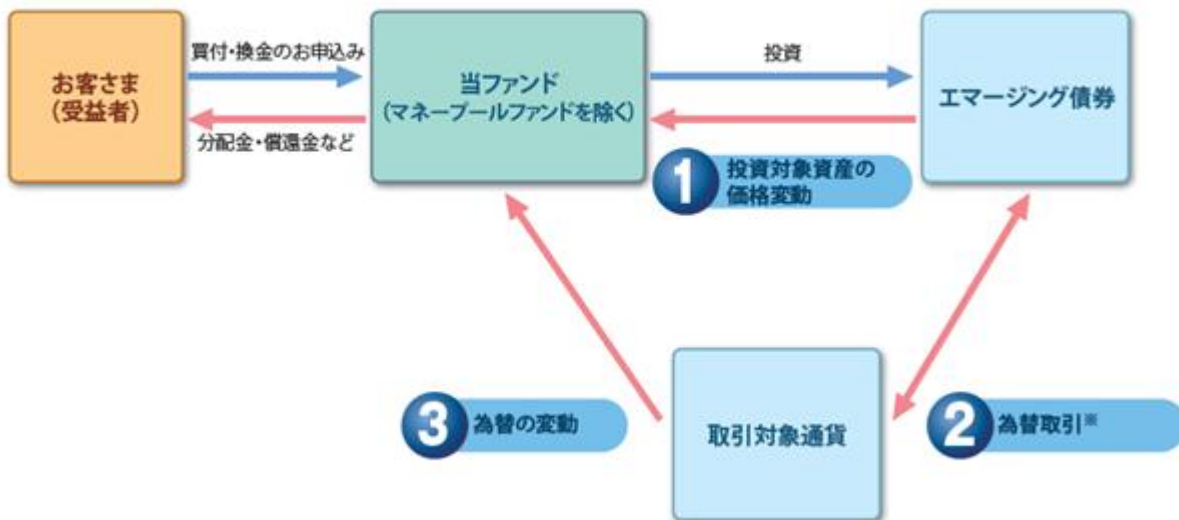 買付・換金のお申込み
お客さま
(受益者)
分配金・償還金など
当ファンド
(マネープールファンドを除く)
投資
エマージング債券
1 投資対象資産の
価格変動
3 為替の変動
取引対象通貨
2 為替取引※